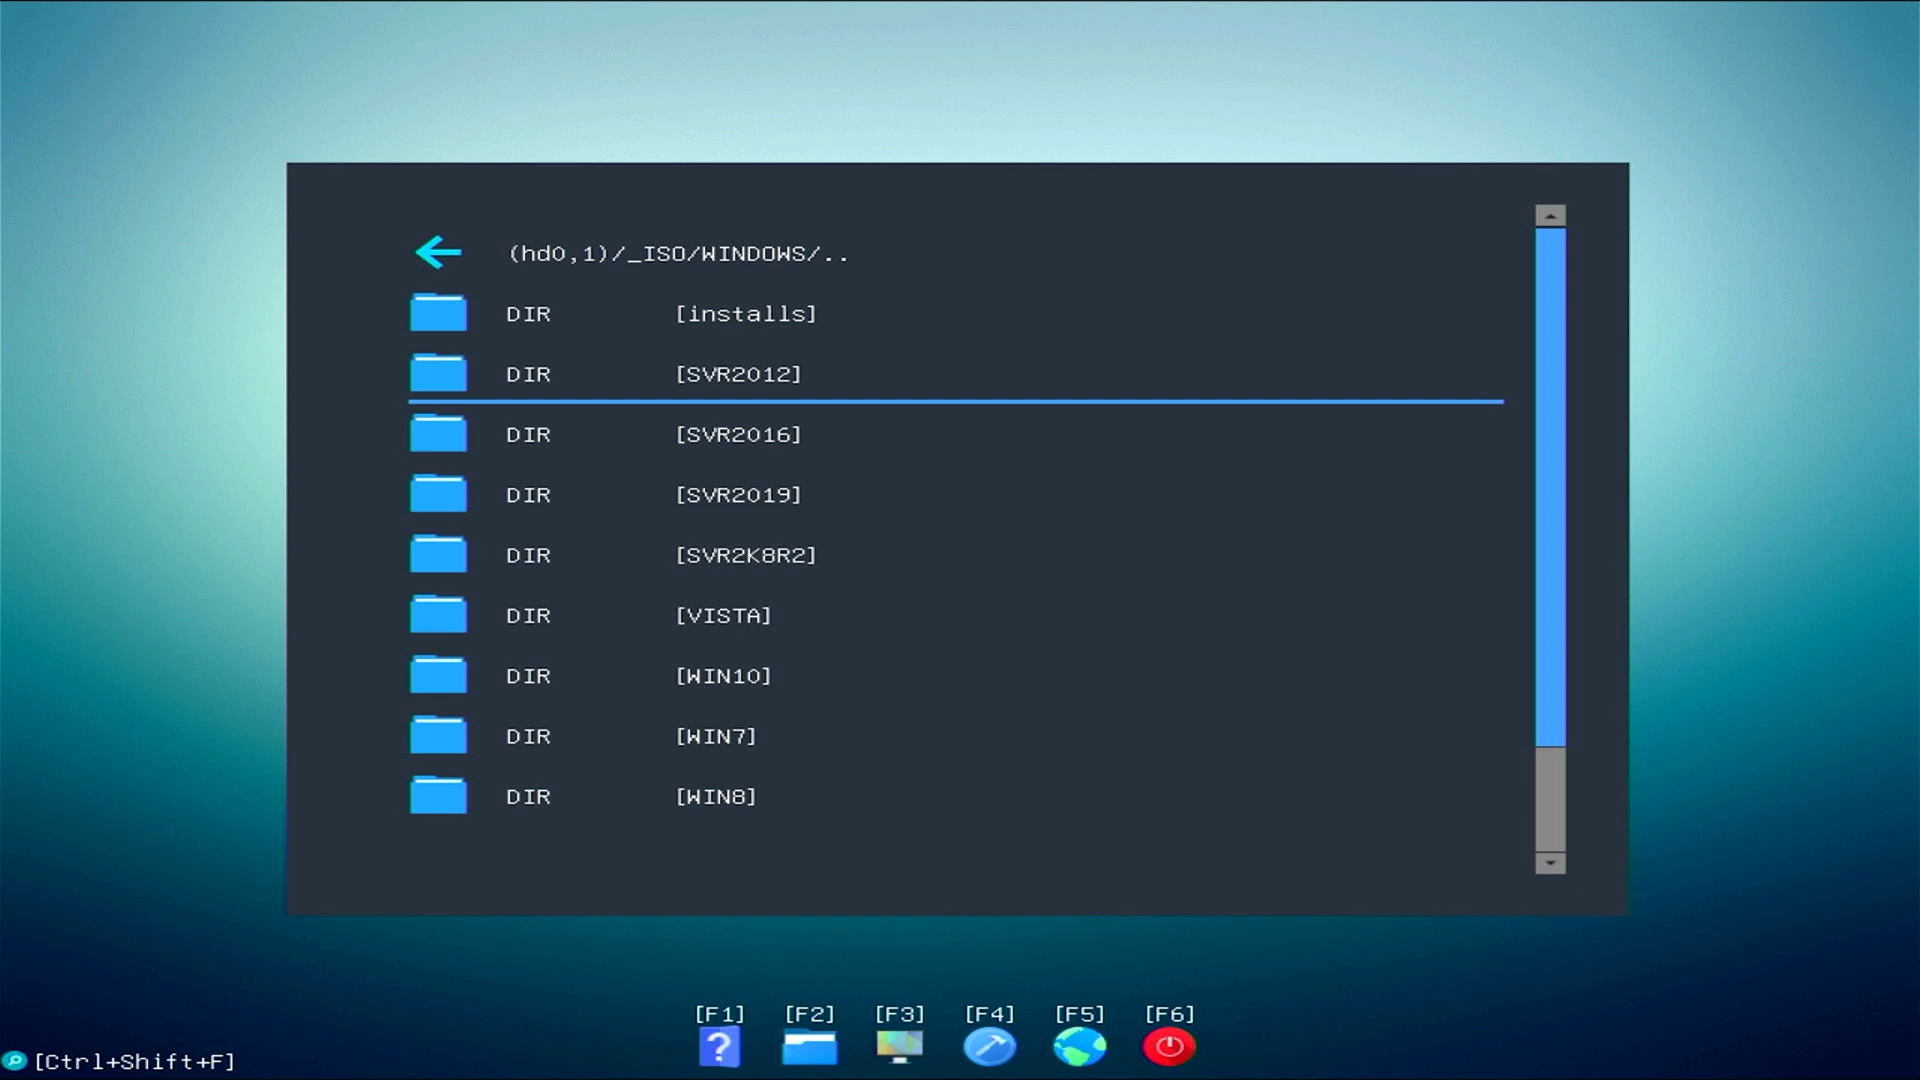 (hd0,1)/_ISO/WINDOWS/..
DIR [installs]
DIR [SVR2012]
DIR [SVR2016]
DIR [SVR2019]
DIR [SVR2K8R2]
DIR [VISTA]
DIR [WIN10]
DIR [WIN7]
DIR [WIN8]
[F1] [F2] [F3] [F4] [F5] [F6]
?
[Ctrl+Shift+F]